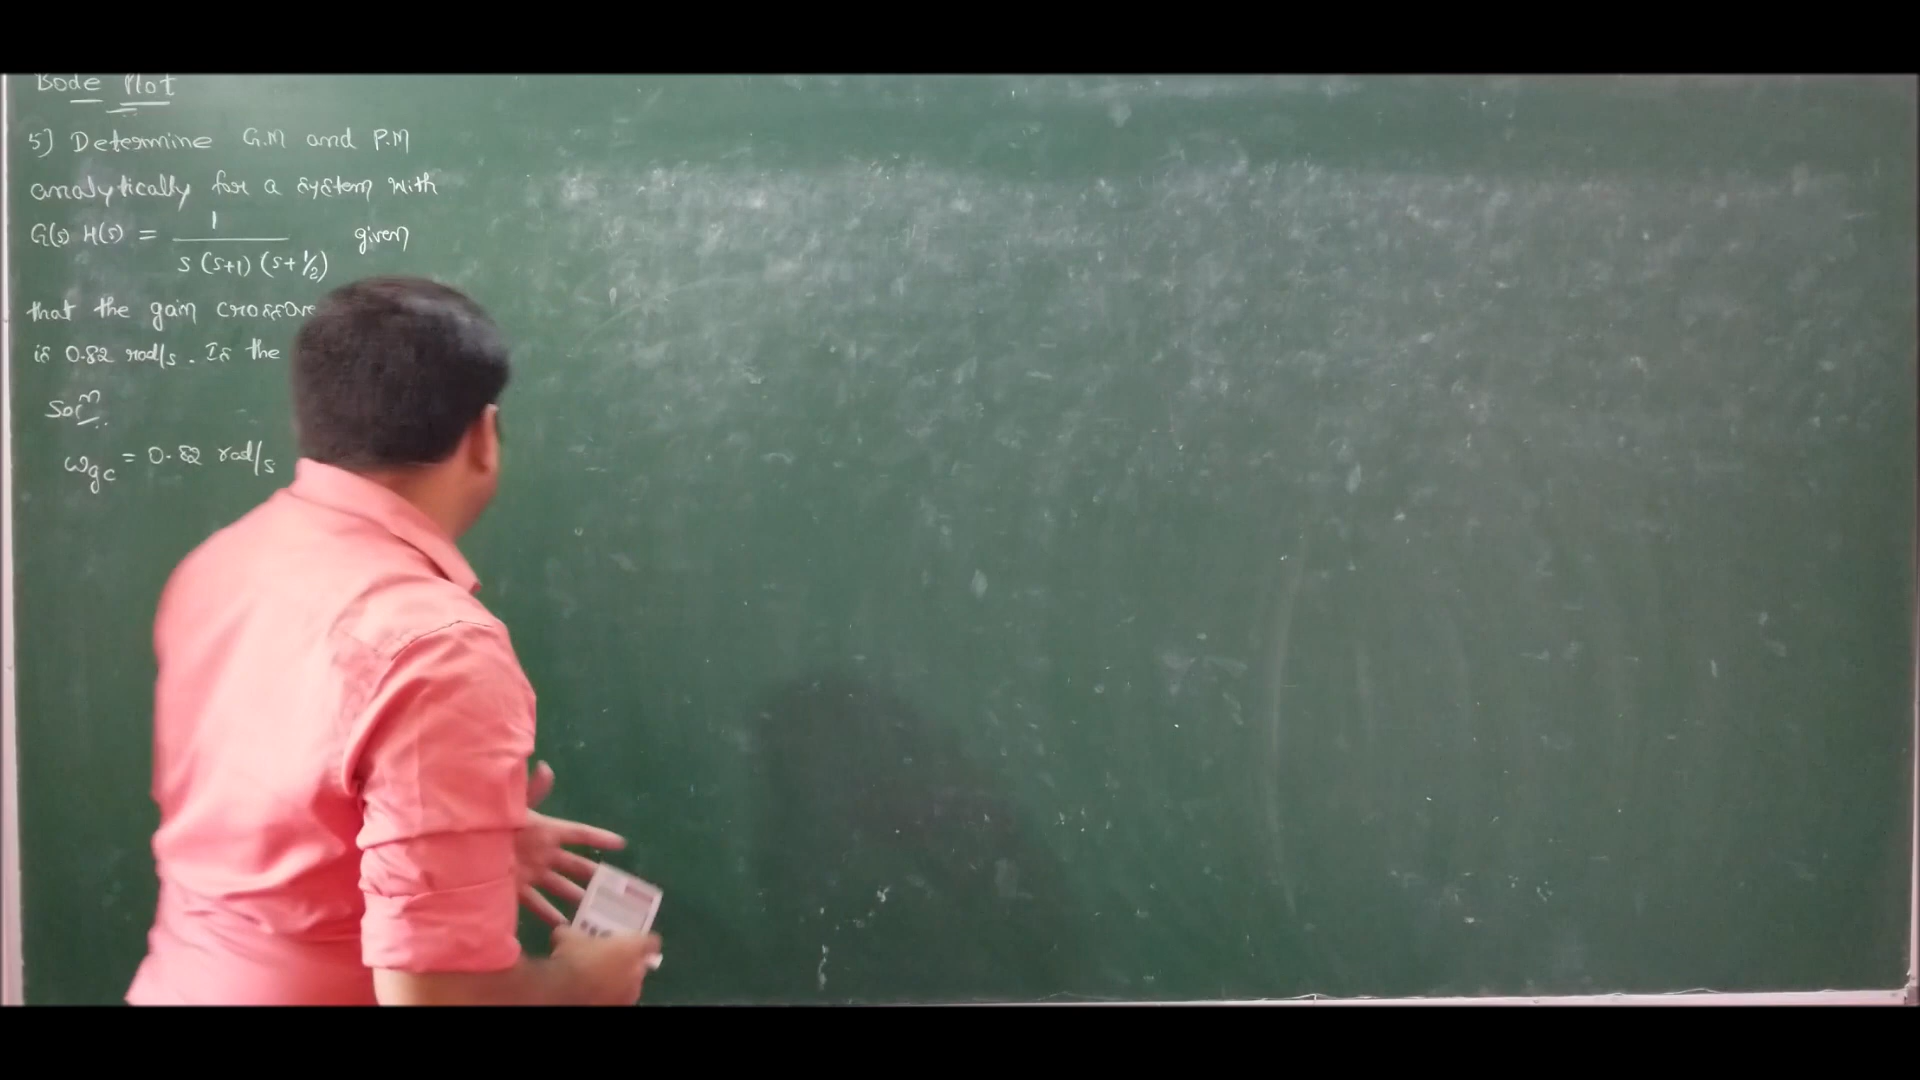 Bode Plot
5) Determine G.M and P.M
analytically for a system with
G(s) H(s) = 1 / s (s+1) (s+1/2) given
that the gain crossove
is 0.82 rad/s. Is the
Soln
ωgc = 0.82 rad/s